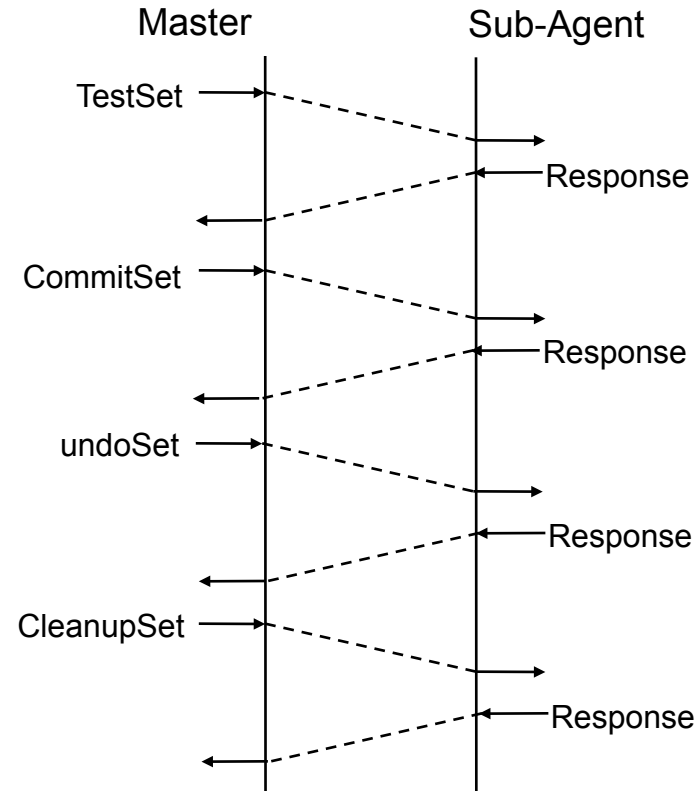 Master
Sub-Agent
TestSet
Response
CommitSet
Response
undoSet
Response
CleanupSet
Response